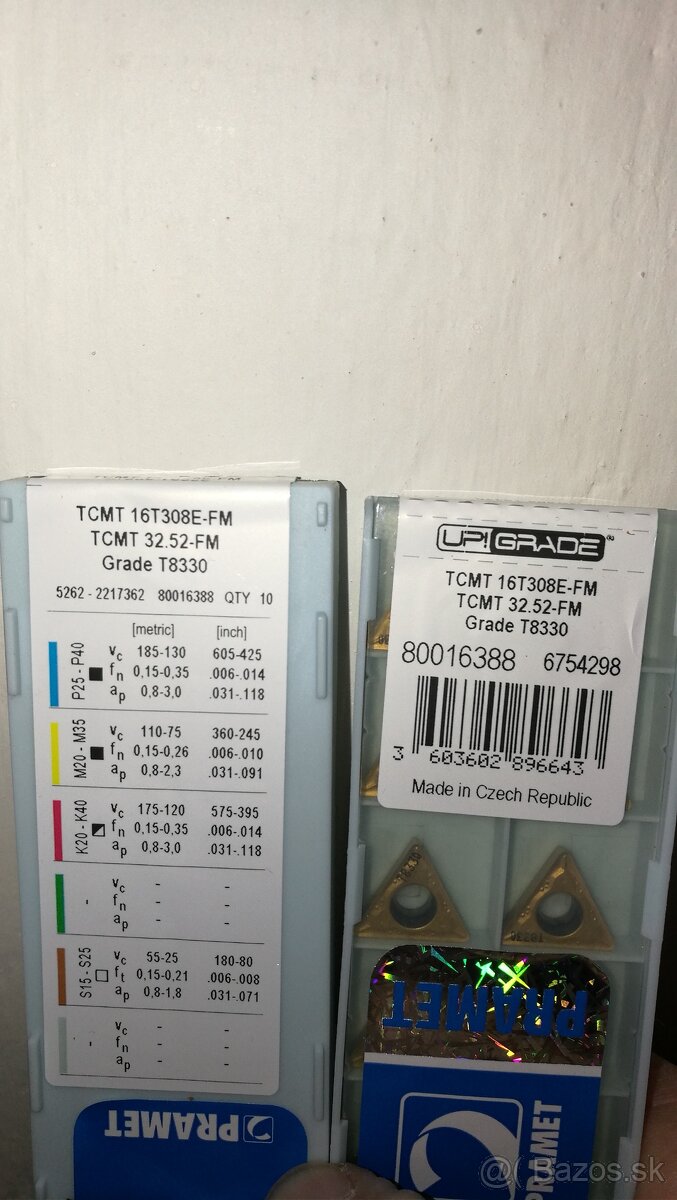 TCMT 16T308E-FM
TCMT 32.52-FM
Grade T8330
5262 - 2217362 80016388 QTY 10
[metric] [inch]
P25 - P40
vc 185-130 605-425
fn 0,15-0,35 .006-.014
ap 0,8-3,0 .031-.118
M20 - M35
vc 110-75 360-245
fn 0,15-0,26 .006-.010
ap 0,8-2,3 .031-.091
K20 - K40
vc 175-120 575-395
fn 0,15-0,35 .006-.014
ap 0,8-3,0 .031-.118
-
vc - -
fn - -
ap - -
S15 - S25
vc 55-25 180-80
ft 0,15-0,21 .006-.008
ap 0,8-1,8 .031-.071
-
vc - -
fn - -
ap - -
PRAMET
UP!GRADE®
TCMT 16T308E-FM
TCMT 32.52-FM
Grade T8330
80016388 6754298
3 603602 896643
Made in Czech Republic
T8330
T8330
PRAMET
PRAMET
@ Bazos.sk